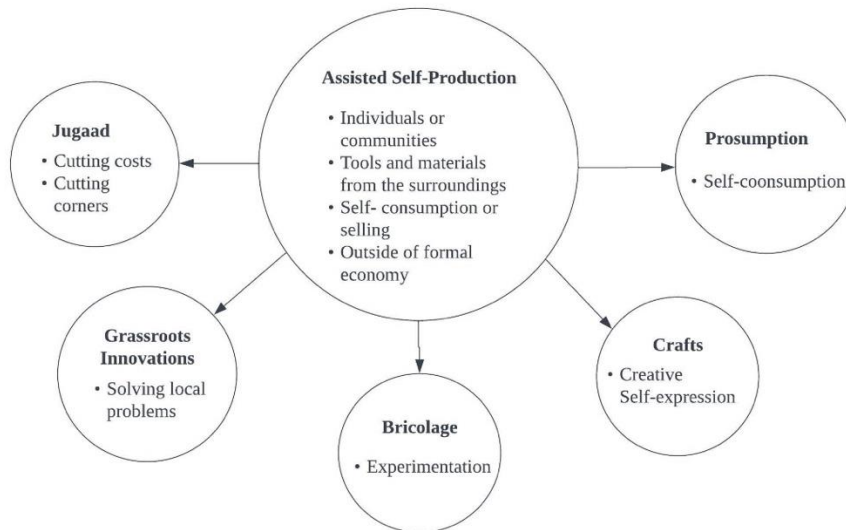 Assisted Self-Production
• Individuals or
communities
• Tools and materials
from the surroundings
• Self- consumption or
selling
• Outside of formal
economy
Jugaad
• Cutting costs
• Cutting
corners
Prosumption
• Self-coonsumption
Grassroots
Innovations
• Solving local
problems
Bricolage
• Experimentation
Crafts
• Creative
Self-expression